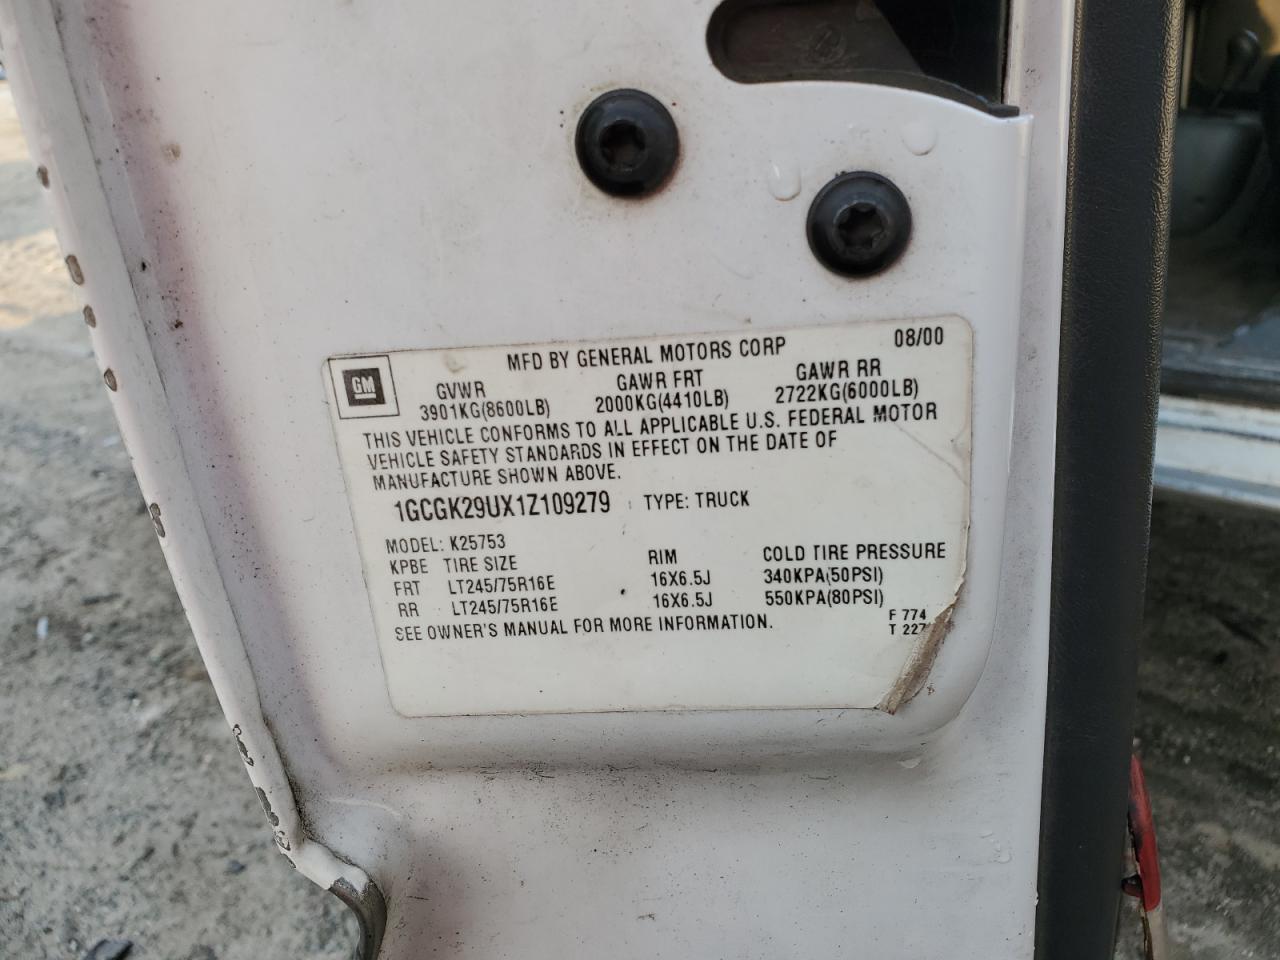 MFD BY GENERAL MOTORS CORP 08/00
GM
GVWR GAWR FRT GAWR RR
3901KG(8600LB) 2000KG(4410LB) 2722KG(6000LB)
THIS VEHICLE CONFORMS TO ALL APPLICABLE U.S. FEDERAL MOTOR
VEHICLE SAFETY STANDARDS IN EFFECT ON THE DATE OF
MANUFACTURE SHOWN ABOVE.
1GCGK29UX1Z109279 TYPE: TRUCK
MODEL: K25753
KPBE TIRE SIZE RIM COLD TIRE PRESSURE
FRT LT245/75R16E 16X6.5J 340KPA(50PSI)
RR LT245/75R16E 16X6.5J 550KPA(80PSI)
SEE OWNER'S MANUAL FOR MORE INFORMATION.
F 774
T 227